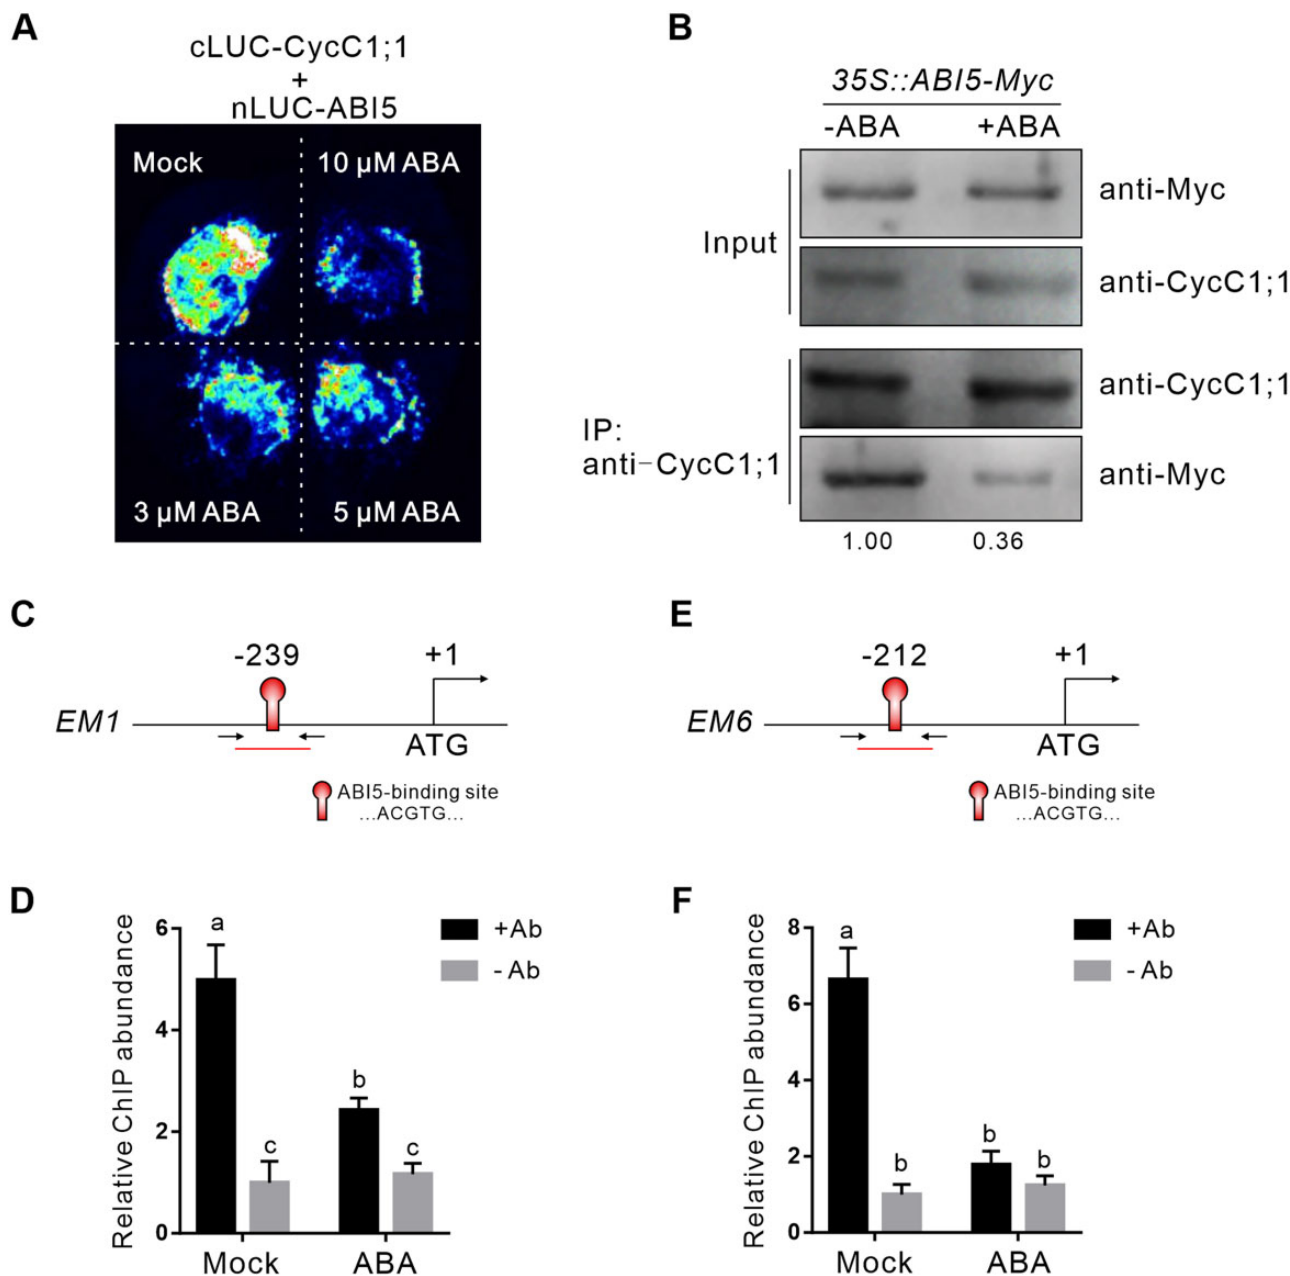 A
cLUC-CycC1;1
+
nLUC-ABI5
Mock
10 µM ABA
3 µM ABA
5 µM ABA
B
35S::ABI5-Myc
-ABA
+ABA
Input
anti-Myc
anti-CycC1;1
IP:
anti-CycC1;1
anti-CycC1;1
anti-Myc
1.00
0.36
C
-239
+1
EM1
ATG
ABI5-binding site
...ACGTG...
E
-212
+1
EM6
ATG
ABI5-binding site
...ACGTG...
D
Relative ChIP abundance
6
4
2
0
a
c
b
c
+Ab
- Ab
Mock
ABA
F
Relative ChIP abundance
8
6
4
2
0
a
b
b
b
+Ab
- Ab
Mock
ABA